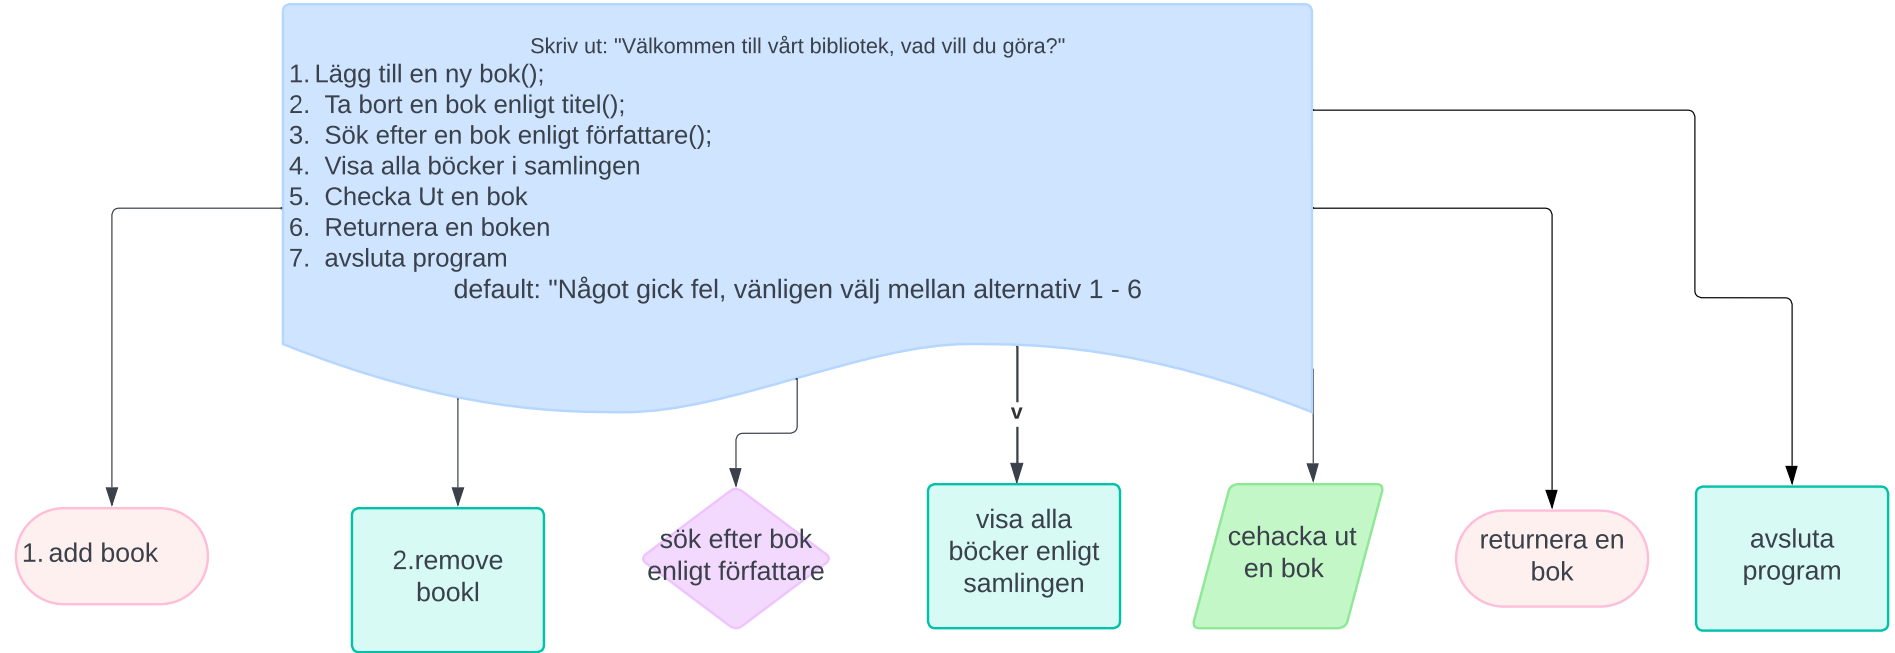 Skriv ut: "Välkommen till vårt bibliotek, vad vill du göra?"
1. Lägg till en ny bok();
2. Ta bort en bok enligt titel();
3. Sök efter en bok enligt författare();
4. Visa alla böcker i samlingen
5. Checka Ut en bok
6. Returnera en boken
7. avsluta program
default: "Något gick fel, vänligen välj mellan alternativ 1 - 6
v
1. add book
2.remove
bookl
sök efter bok
enligt författare
visa alla
böcker enligt
samlingen
cehacka ut
en bok
returnera en
bok
avsluta
program